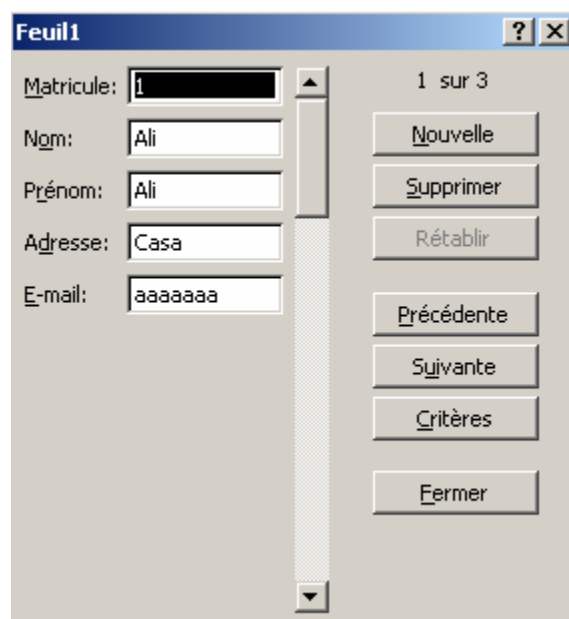 Feuil1
Matricule: 1
Nom: Ali
Prénom: Ali
Adresse: Casa
E-mail: aaaaaaa
1 sur 3
Nouvelle
Supprimer
Rétablir
Précédente
Suivante
Critères
Fermer